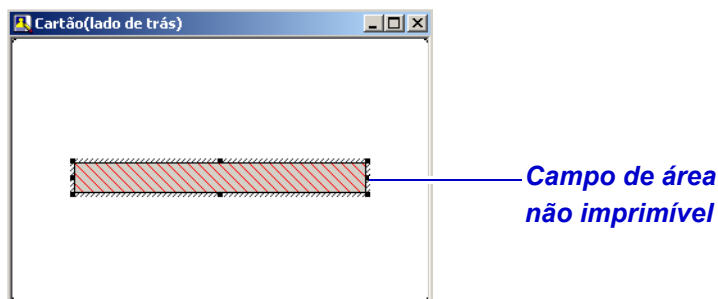 Cartão(lado de trás)
Campo de área
não imprimível